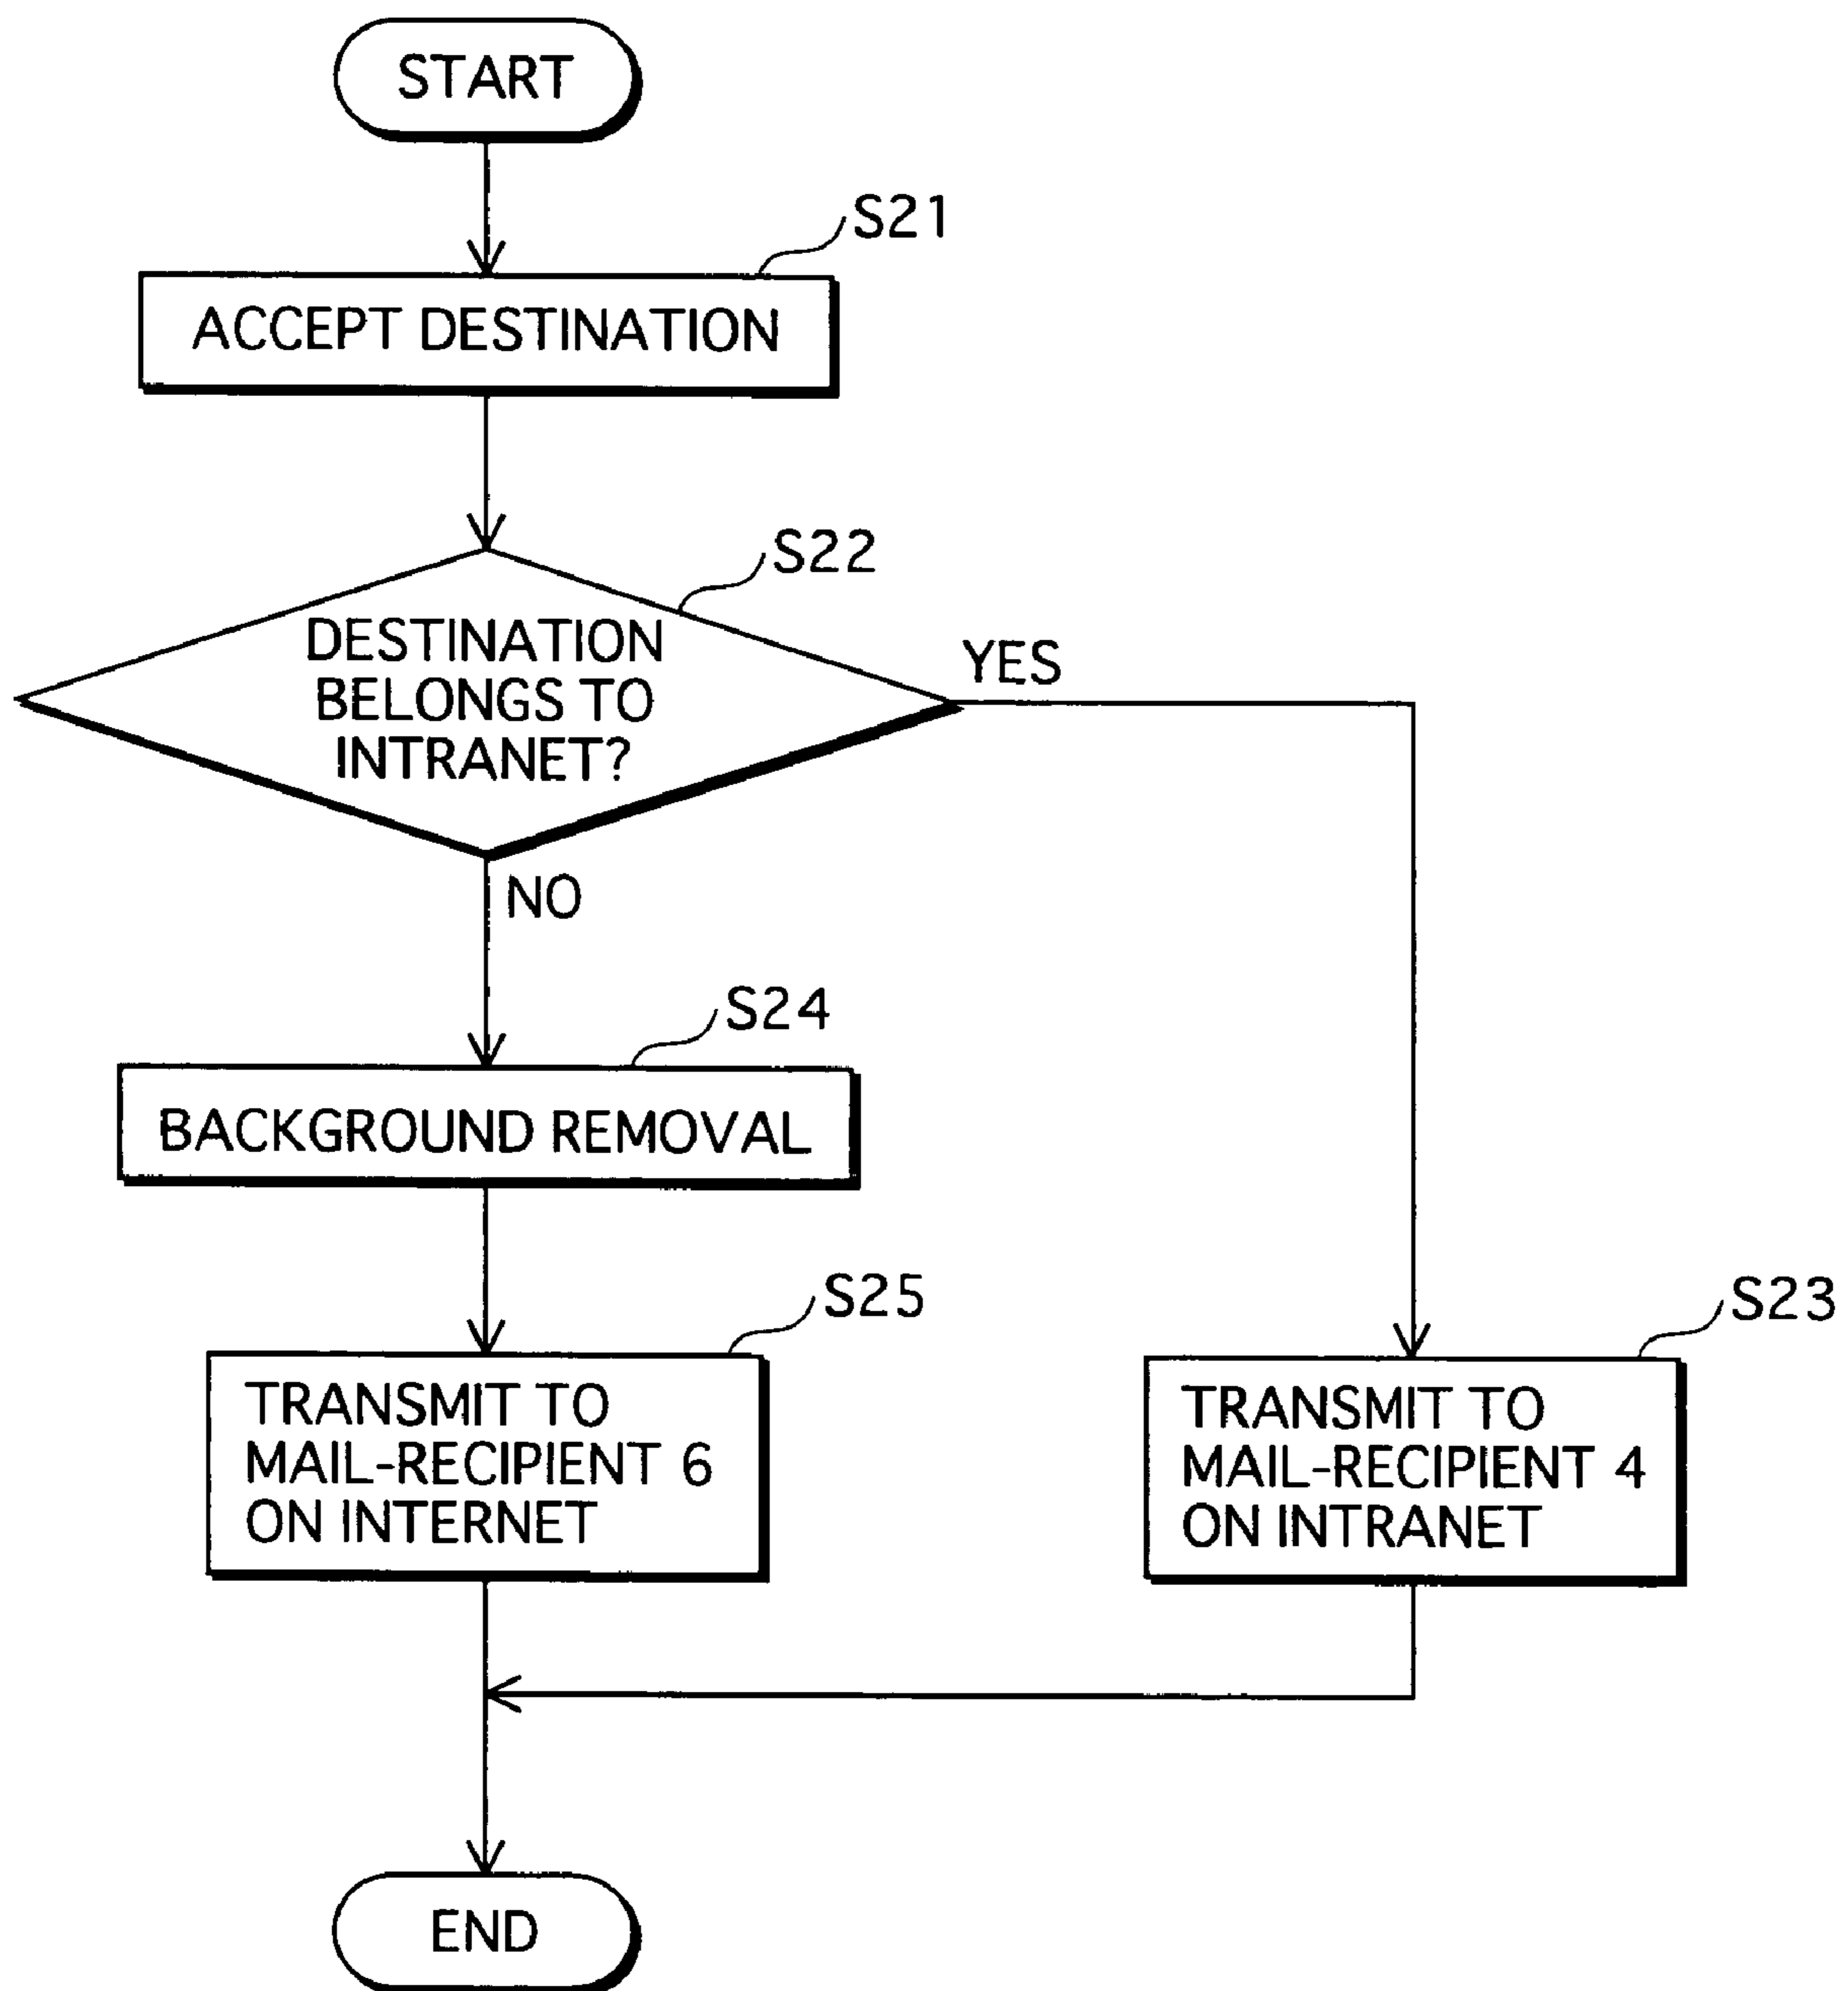 START
S21
ACCEPT DESTINATION
S22
DESTINATION
BELONGS TO
INTRANET?
YES
NO
S24
BACKGROUND REMOVAL
S25
TRANSMIT TO
MAIL-RECIPIENT 6
ON INTERNET
S23
TRANSMIT TO
MAIL-RECIPIENT 4
ON INTRANET
END